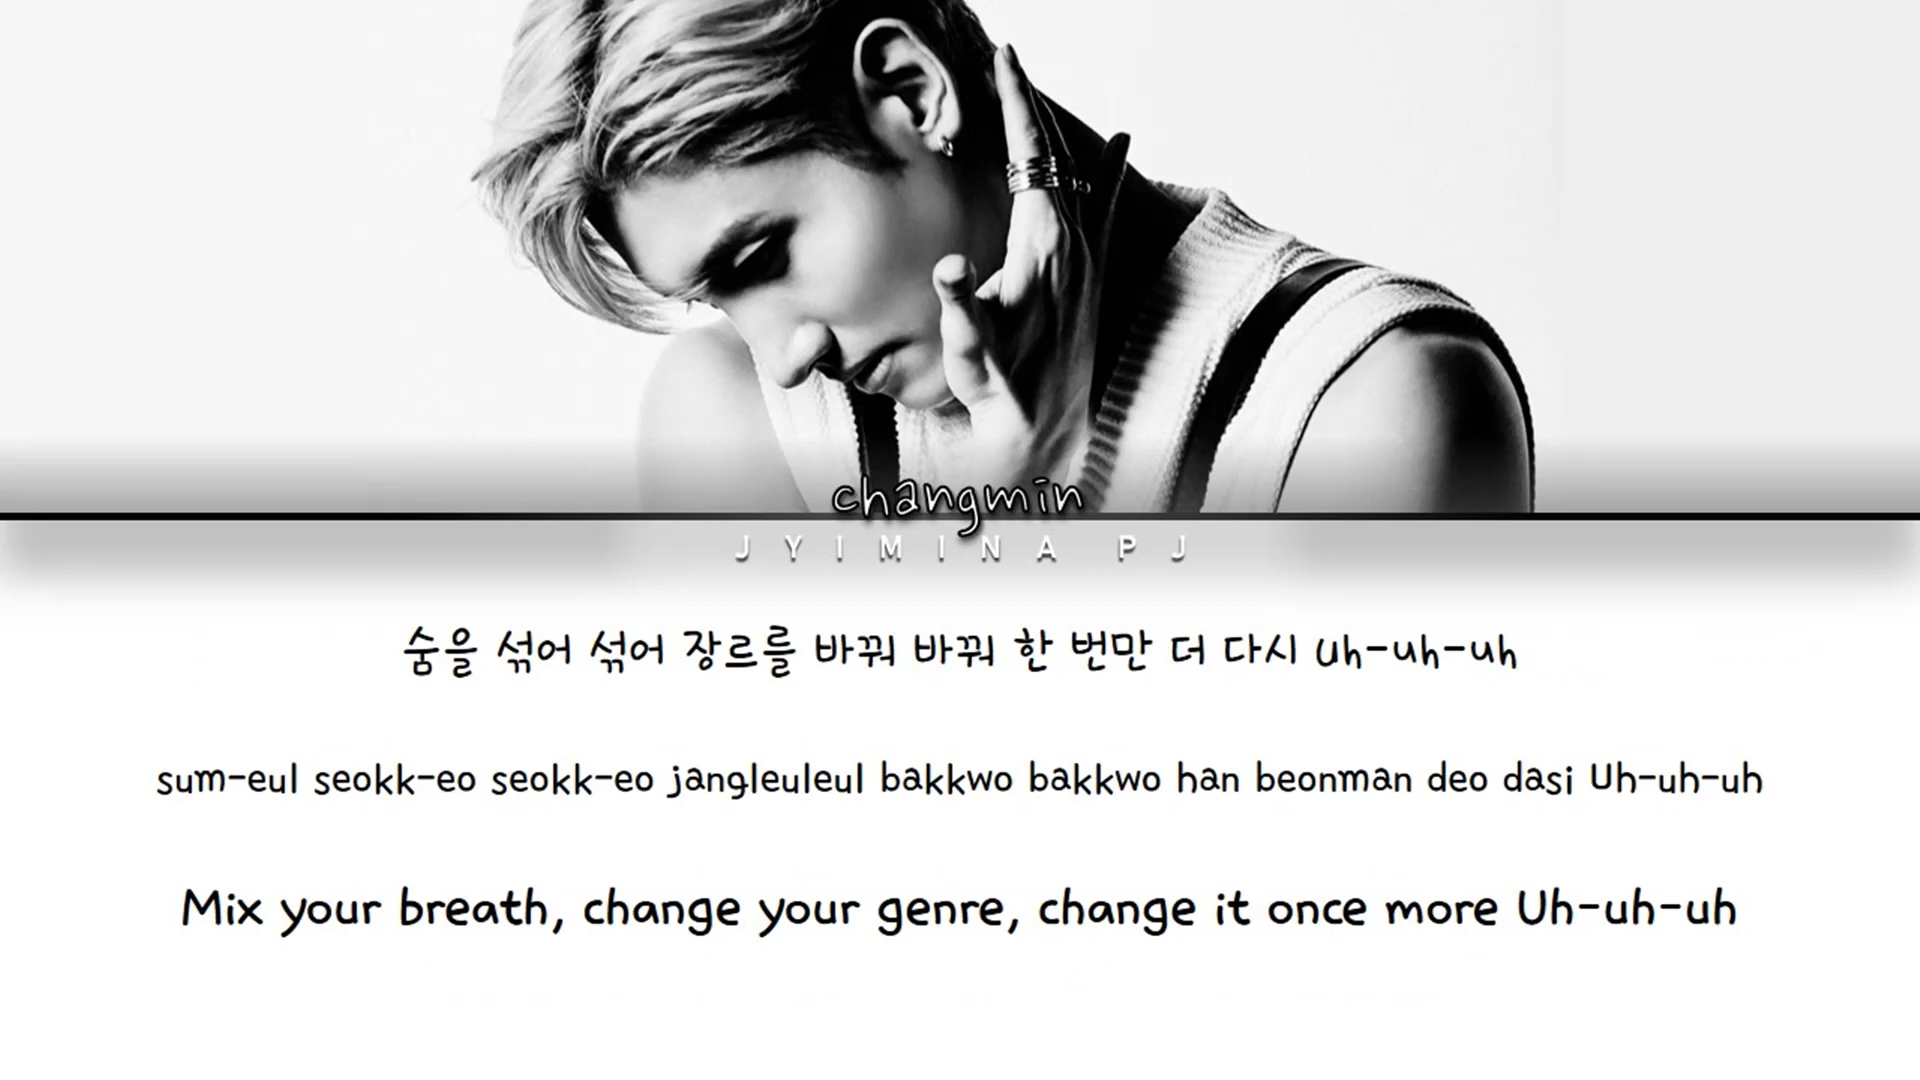 changmin
JYIMINA PJ
숨을 섞어 섞어 장르를 바꿔 바꿔 한 번만 더 다시 Uh-uh-uh
sum-eul seokk-eo seokk-eo jangleuleul bakkwo bakkwo han beonman deo dasi Uh-uh-uh
Mix your breath, change your genre, change it once more Uh-uh-uh